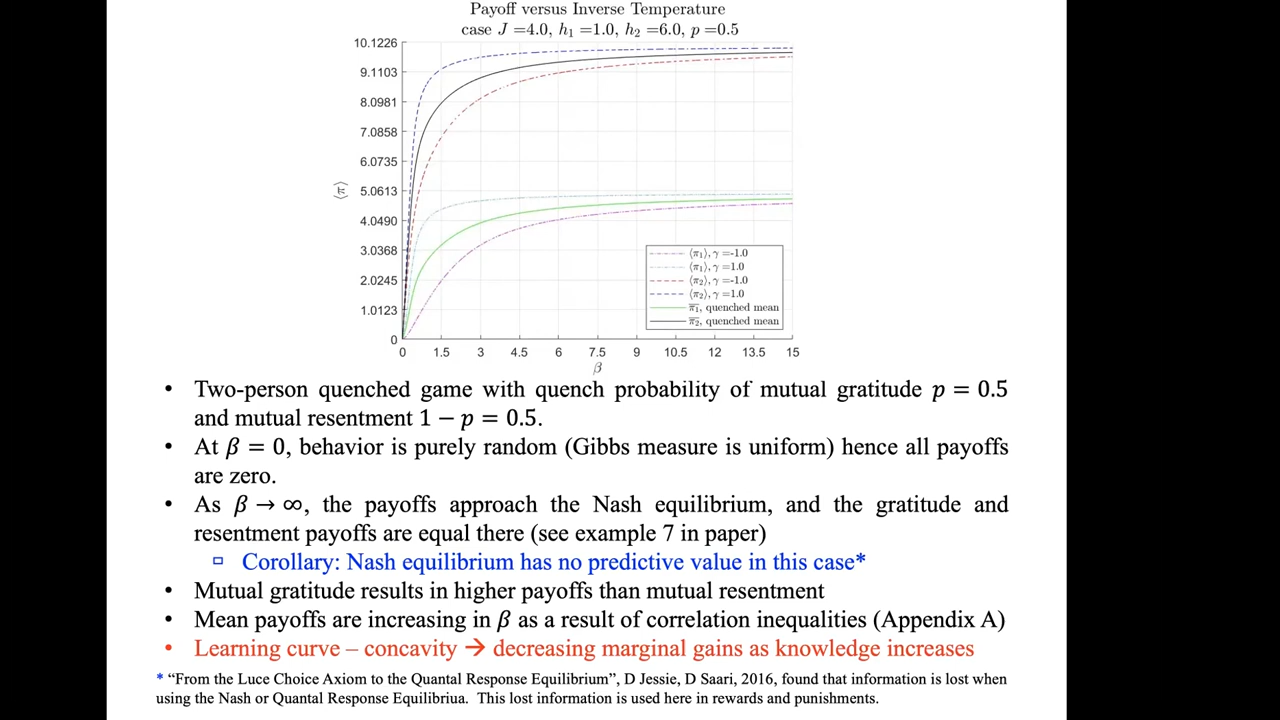 Payoff versus Inverse Temperature
case J =4.0, h₁ =1.0, h₂ =6.0, p =0.5
10.1226
9.1103
8.0981
7.0858
6.0735
5.0613
4.0490
3.0368
2.0245
1.0123
0
⟨π⟩
⟨π₁⟩, γ =-1.0
⟨π₁⟩, γ =1.0
⟨π₂⟩, γ =-1.0
⟨π₂⟩, γ =1.0
π̅₁, quenched mean
π̅₂, quenched mean
0 1.5 3 4.5 6 7.5 9 10.5 12 13.5 15
β
• Two-person quenched game with quench probability of mutual gratitude p = 0.5
and mutual resentment 1 − p = 0.5.
• At β = 0, behavior is purely random (Gibbs measure is uniform) hence all payoffs
are zero.
• As β → ∞, the payoffs approach the Nash equilibrium, and the gratitude and
resentment payoffs are equal there (see example 7 in paper)
▫ Corollary: Nash equilibrium has no predictive value in this case*
• Mutual gratitude results in higher payoffs than mutual resentment
• Mean payoffs are increasing in β as a result of correlation inequalities (Appendix A)
• Learning curve – concavity → decreasing marginal gains as knowledge increases
* “From the Luce Choice Axiom to the Quantal Response Equilibrium”, D Jessie, D Saari, 2016, found that information is lost when
using the Nash or Quantal Response Equilibriua. This lost information is used here in rewards and punishments.